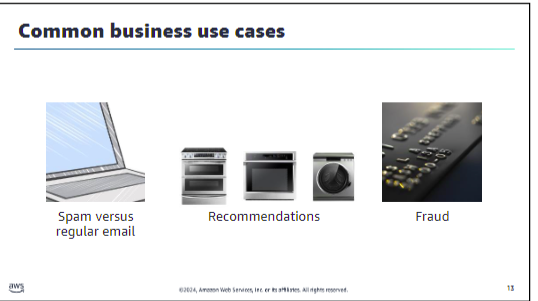 Common business use cases
Spam versus
regular email
Recommendations
Fraud
aws
©2024, Amazon Web Services, Inc. or its affiliates. All rights reserved.
13